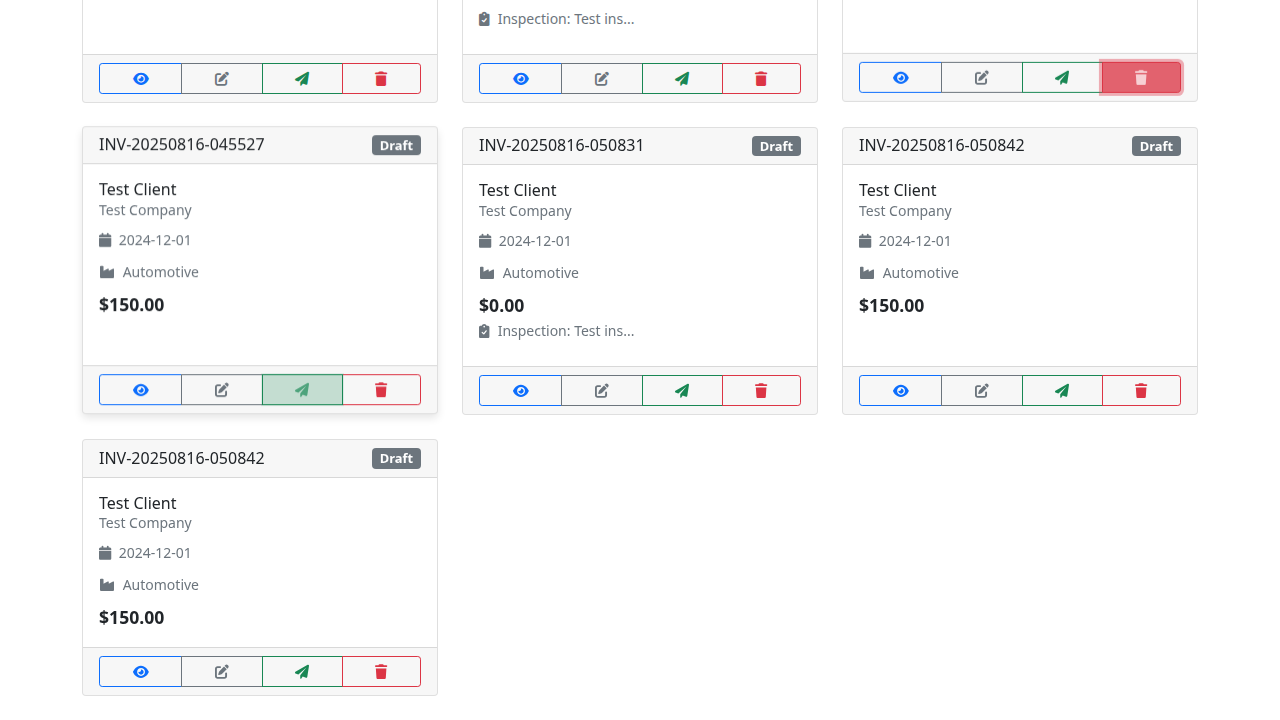 Inspection: Test ins...
INV-20250816-045527
Draft
Test Client
Test Company
2024-12-01
Automotive
$150.00
INV-20250816-050831
Draft
Test Client
Test Company
2024-12-01
Automotive
$0.00
Inspection: Test ins...
INV-20250816-050842
Draft
Test Client
Test Company
2024-12-01
Automotive
$150.00
INV-20250816-050842
Draft
Test Client
Test Company
2024-12-01
Automotive
$150.00